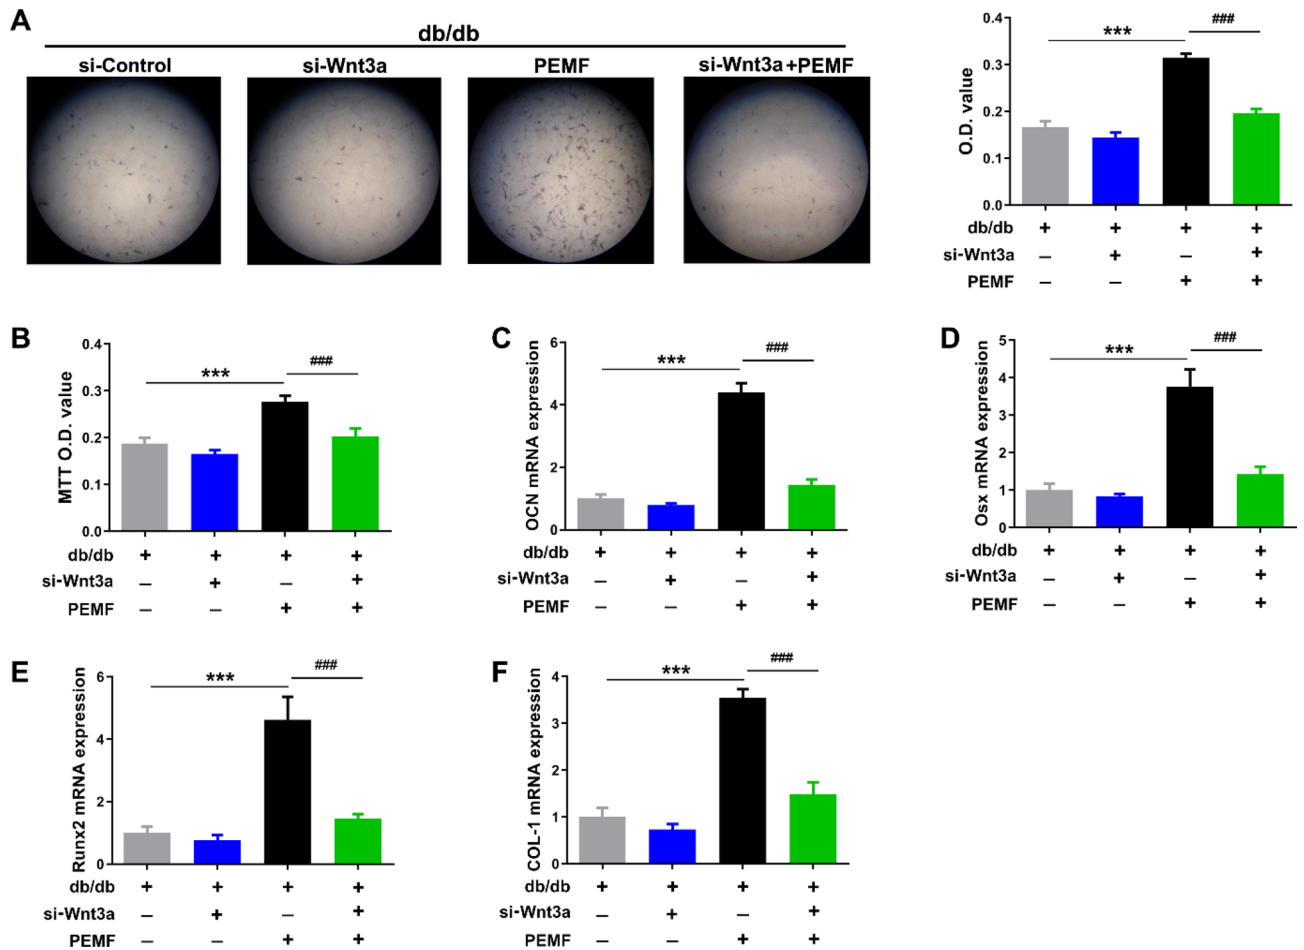 A
db/db
si-Control si-Wnt3a PEMF si-Wnt3a+PEMF
O.D. value
0.4
0.3
0.2
0.1
0.0
*** ###
db/db + + + +
si-Wnt3a – + – +
PEMF – – + +
B
MTT O.D. value
0.4
0.3
0.2
0.1
0.0
*** ###
db/db + + + +
si-Wnt3a – + – +
PEMF – – + +
C
OCN mRNA expression
6
4
2
0
*** ###
db/db + + + +
si-Wnt3a – + – +
PEMF – – + +
D
Osx mRNA expression
5
4
3
2
1
0
*** ###
db/db + + + +
si-Wnt3a – + – +
PEMF – – + +
E
Runx2 mRNA expression
6
4
2
0
*** ###
db/db + + + +
si-Wnt3a – + – +
PEMF – – + +
F
COL-1 mRNA expression
4
3
2
1
0
*** ###
db/db + + + +
si-Wnt3a – + – +
PEMF – – + +